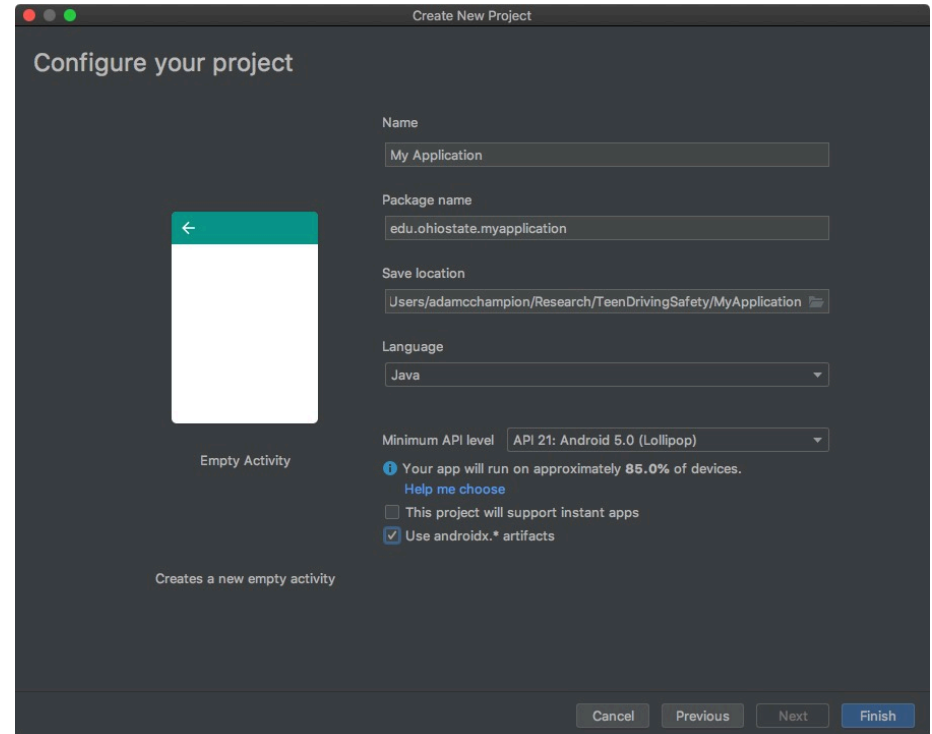 Create New Project
Configure your project
Name
My Application
Package name
edu.ohiostate.myapplication
Save location
Users/adamcchampion/Research/TeenDrivingSafety/MyApplication
Language
Java
Minimum API level API 21: Android 5.0 (Lollipop)
Your app will run on approximately 85.0% of devices.
Help me choose
This project will support instant apps
Use androidx.* artifacts
Empty Activity
Creates a new empty activity
Cancel Previous Next Finish